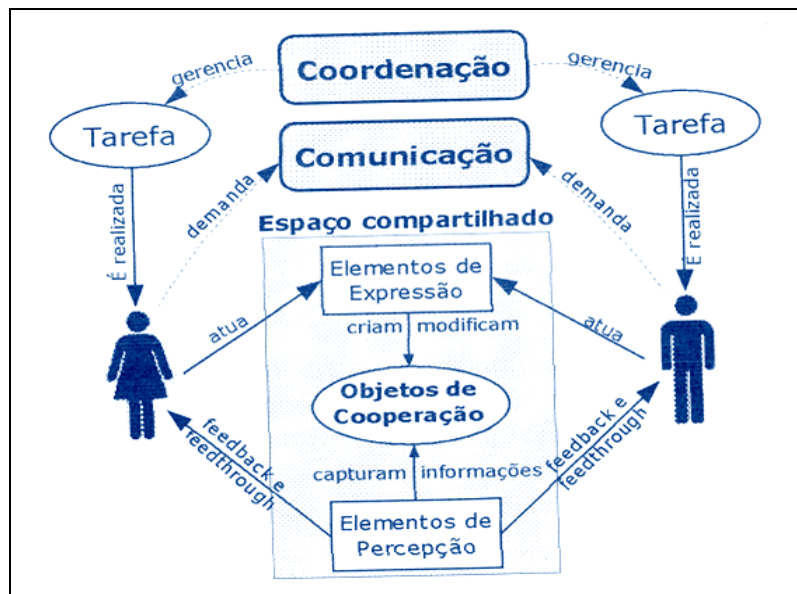 Coordenação
gerencia
gerencia
Tarefa
Tarefa
Comunicação
É realizada
demanda
demanda
É realizada
Espaço compartilhado
Elementos de
Expressão
atua
criam modificam
atua
Objetos de
Cooperação
feedback e
feedthrough
capturam informações
feedback e
feedthrough
Elementos de
Percepção